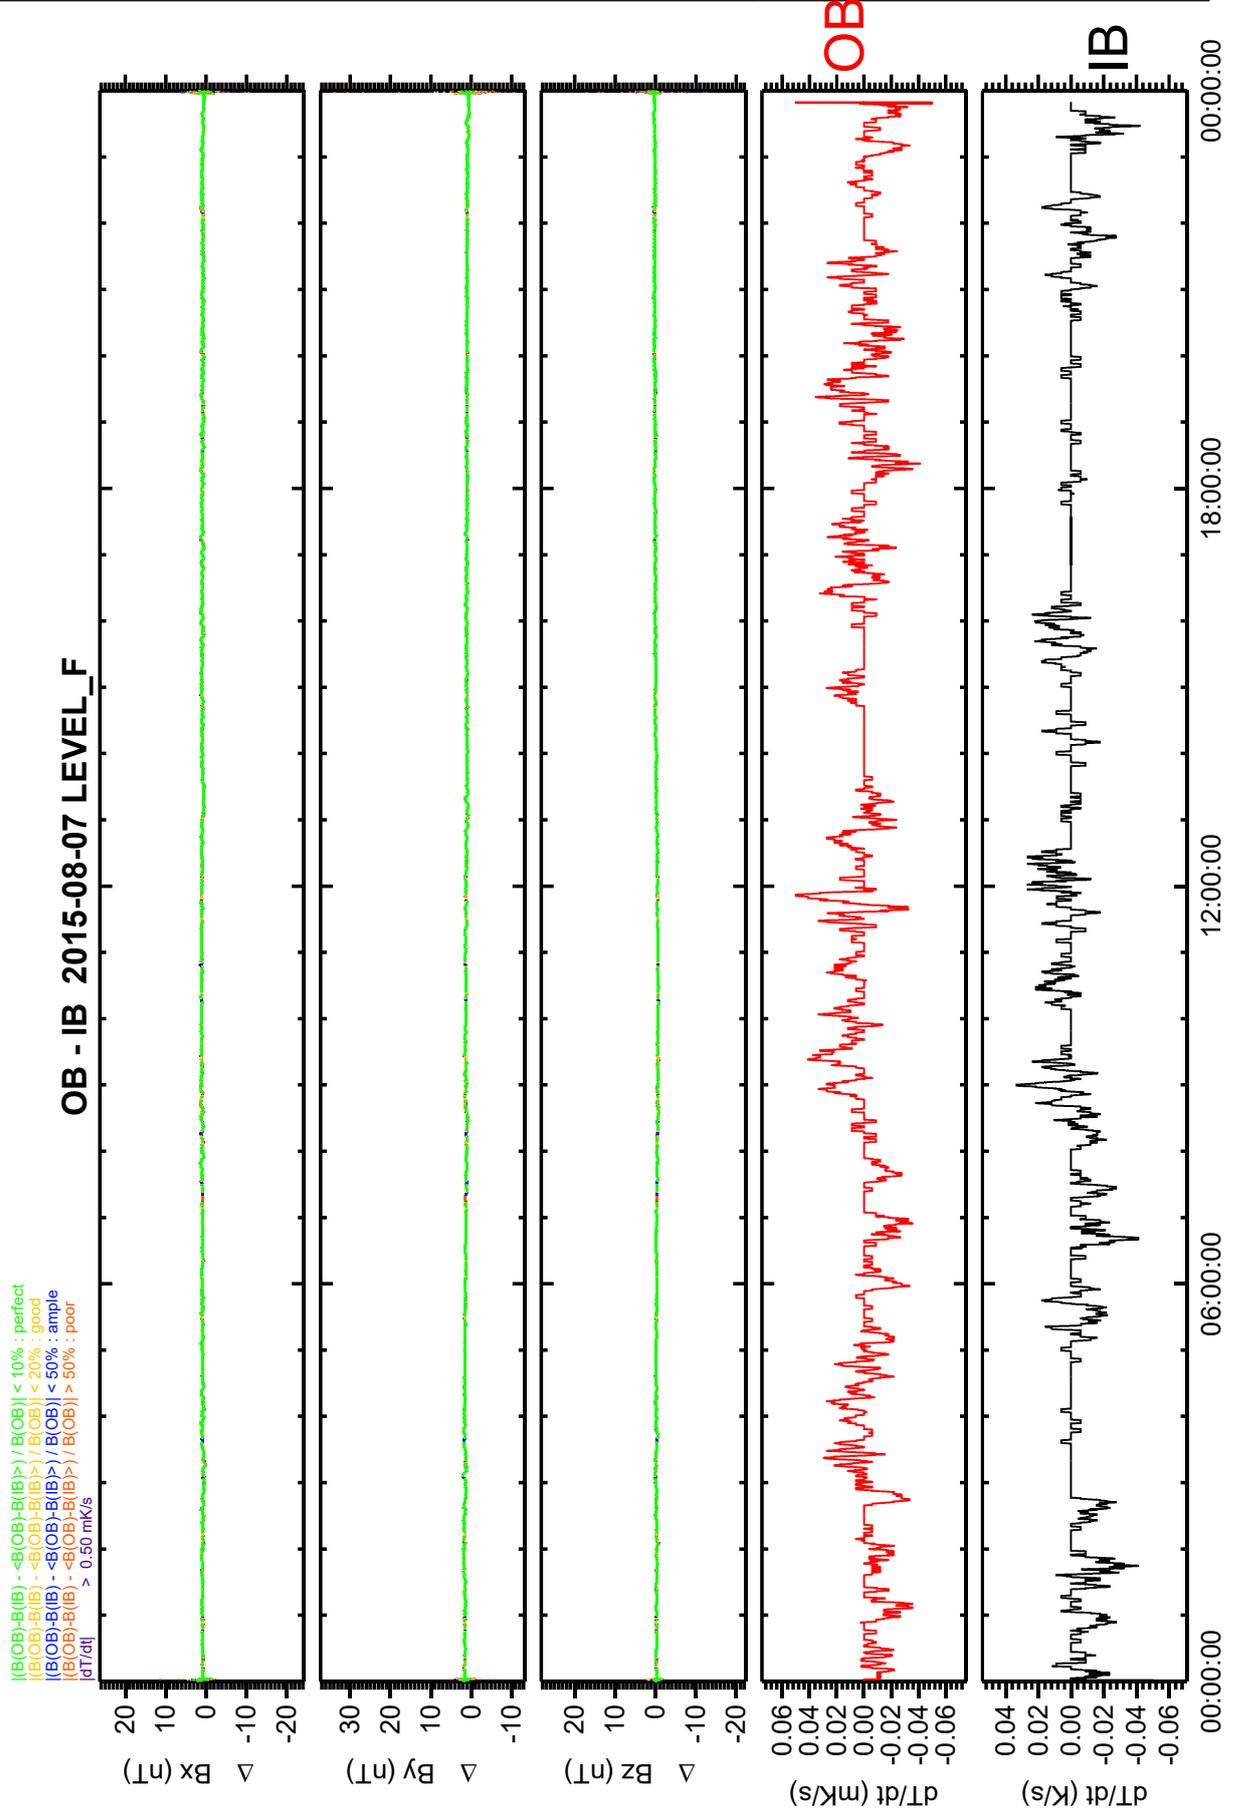 |(B(OB)-B(IB) - <B(OB)-B(IB)>) / B(OB)| < 10% : perfect
|(B(OB)-B(IB) - <B(OB)-B(IB)>) / B(OB)| < 20% : good
|(B(OB)-B(IB) - <B(OB)-B(IB)>) / B(OB)| < 50% : ample
|(B(OB)-B(IB) - <B(OB)-B(IB)>) / B(OB)| > 50% : poor
|dT/dt| > 0.50 mK/s
OB - IB 2015-08-07 LEVEL_F
Δ Bx (nT)
20
10
0
-10
-20
Δ By (nT)
30
20
10
0
-10
Δ Bz (nT)
20
10
0
-10
-20
dT/dt (mK/s)
0.06
0.04
0.02
0.00
-0.02
-0.04
-0.06
OB
dT/dt (K/s)
0.04
0.02
0.00
-0.02
-0.04
-0.06
IB
00:00:00
06:00:00
12:00:00
18:00:00
00:00:00